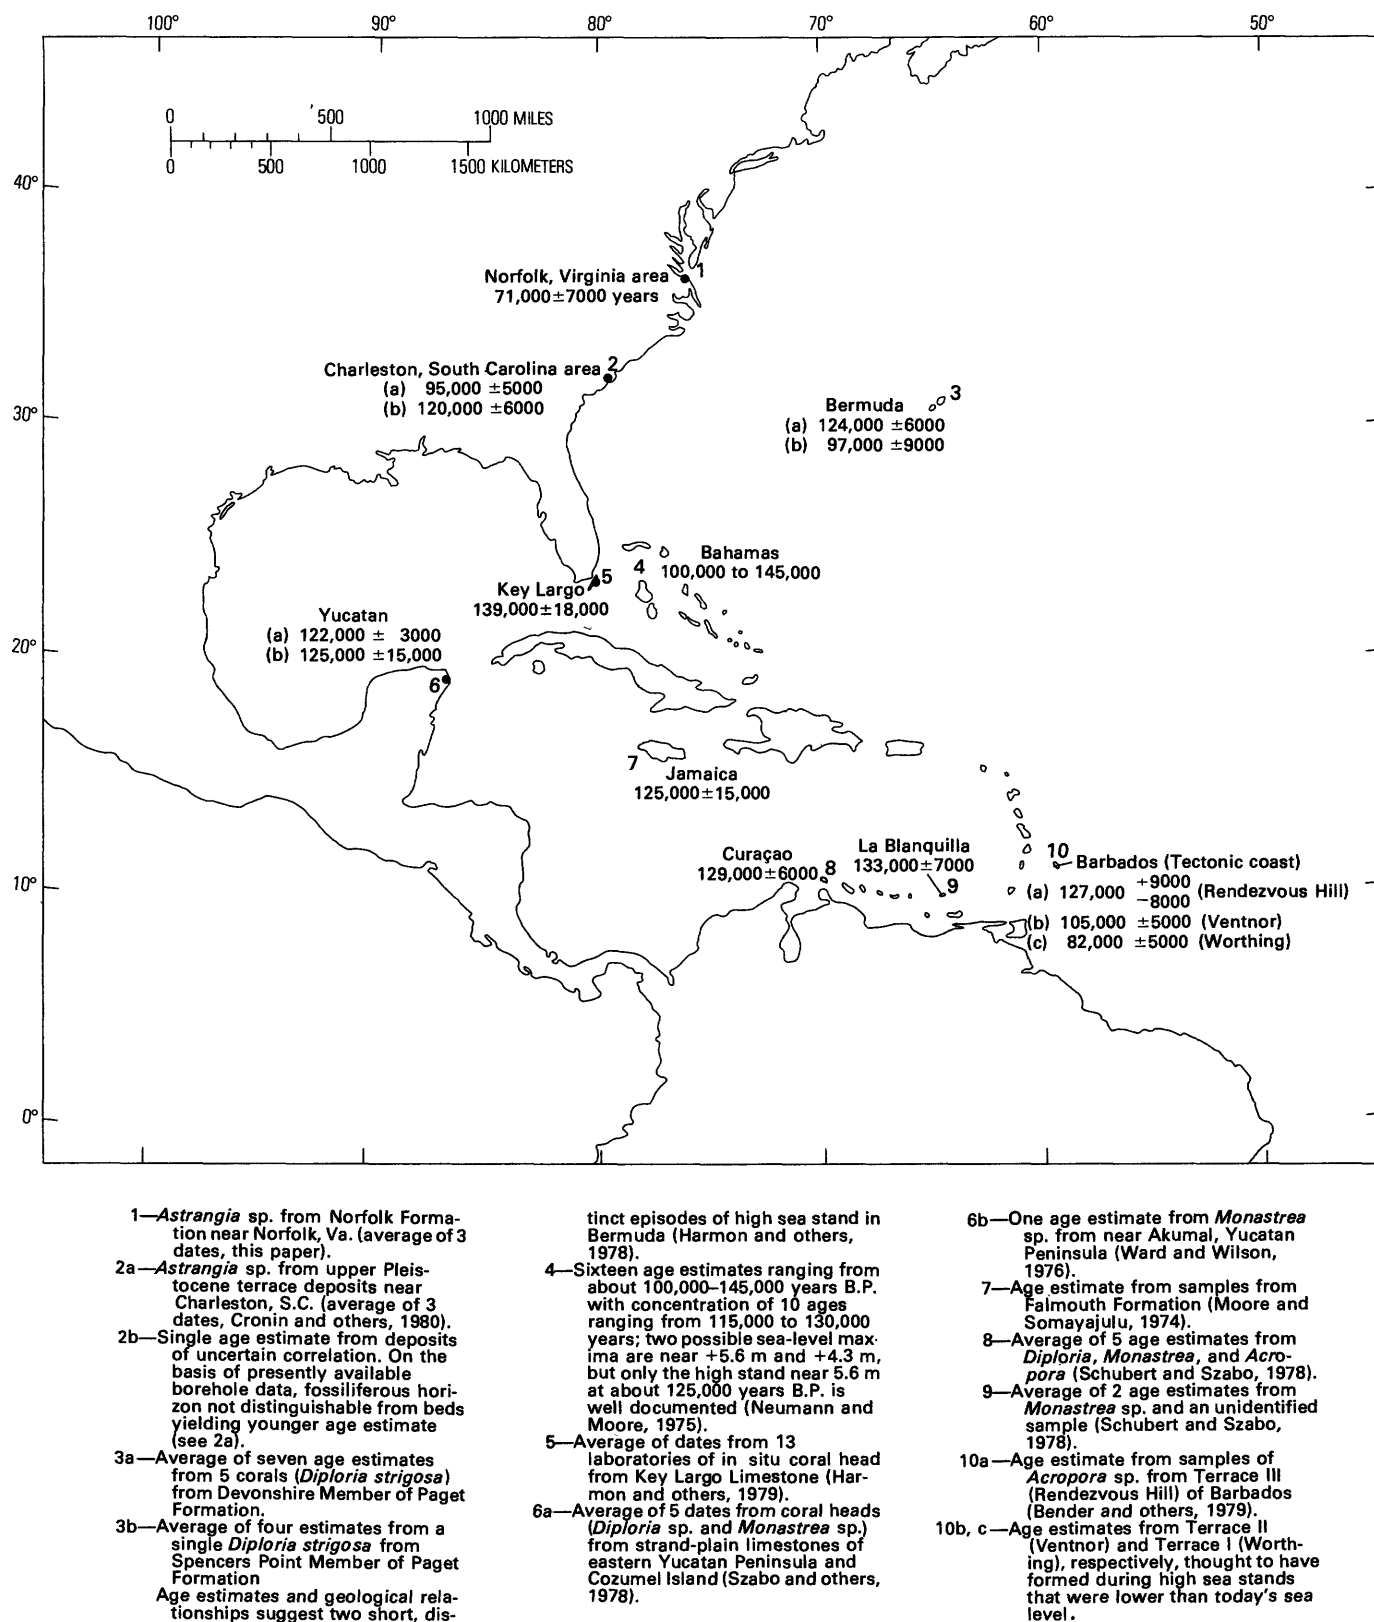 100° 90° 80° 70° 60° 50°
0 500 1000 MILES
0 500 1000 1500 KILOMETERS
40°
Norfolk, Virginia area 1
71,000±7000 years
Charleston, South Carolina area 2
(a) 95,000 ±5000
(b) 120,000 ±6000
30°
3
Bermuda
(a) 124,000 ±6000
(b) 97,000 ±9000
4 Bahamas
100,000 to 145,000
Key Largo 5
139,000±18,000
Yucatan
(a) 122,000 ± 3000
(b) 125,000 ±15,000
20°
6
7
Jamaica
125,000±15,000
Curaçao
129,000±6000 8
La Blanquilla
133,000±7000
9
10
Barbados (Tectonic coast)
10°
(a) 127,000 +9000 −8000 (Rendezvous Hill)
(b) 105,000 ±5000 (Ventnor)
(c) 82,000 ±5000 (Worthing)
0°
1—Astrangia sp. from Norfolk Forma-
tion near Norfolk, Va. (average of 3
dates, this paper).
2a—Astrangia sp. from upper Pleis-
tocene terrace deposits near
Charleston, S.C. (average of 3
dates, Cronin and others, 1980).
2b—Single age estimate from deposits
of uncertain correlation. On the
basis of presently available
borehole data, fossiliferous hori-
zon not distinguishable from beds
yielding younger age estimate
(see 2a).
3a—Average of seven age estimates
from 5 corals (Diploria strigosa)
from Devonshire Member of Paget
Formation.
3b—Average of four estimates from a
single Diploria strigosa from
Spencers Point Member of Paget
Formation
Age estimates and geological rela-
tionships suggest two short, dis-
tinct episodes of high sea stand in
Bermuda (Harmon and others,
1978).
4—Sixteen age estimates ranging from
about 100,000–145,000 years B.P.
with concentration of 10 ages
ranging from 115,000 to 130,000
years; two possible sea-level max-
ima are near +5.6 m and +4.3 m,
but only the high stand near 5.6 m
at about 125,000 years B.P. is
well documented (Neumann and
Moore, 1975).
5—Average of dates from 13
laboratories of in situ coral head
from Key Largo Limestone (Har-
mon and others, 1979).
6a—Average of 5 dates from coral heads
(Diploria sp. and Monastrea sp.)
from strand-plain limestones of
eastern Yucatan Peninsula and
Cozumel Island (Szabo and others,
1978).
6b—One age estimate from Monastrea
sp. from near Akumal, Yucatan
Peninsula (Ward and Wilson,
1976).
7—Age estimate from samples from
Falmouth Formation (Moore and
Somayajulu, 1974).
8—Average of 5 age estimates from
Diploria, Monastrea, and Acro-
pora (Schubert and Szabo, 1978).
9—Average of 2 age estimates from
Monastrea sp. and an unidentified
sample (Schubert and Szabo,
1978).
10a—Age estimate from samples of
Acropora sp. from Terrace III
(Rendezvous Hill) of Barbados
(Bender and others, 1979).
10b, c—Age estimates from Terrace II
(Ventnor) and Terrace I (Worth-
ing), respectively, thought to have
formed during high sea stands
that were lower than today's sea
level.